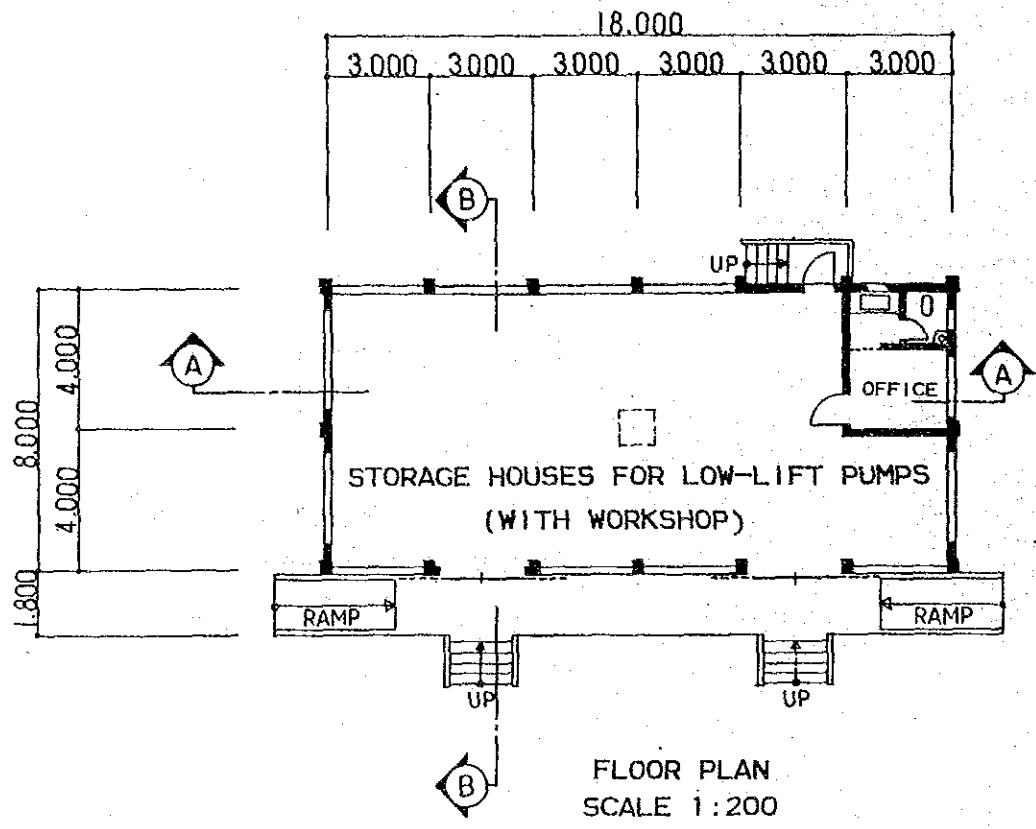 18.000
3.000 3.000 3.000 3.000 3.000 3.000
B
UP
A
4.000
8.000
4.000
1.800
OFFICE
A
STORAGE HOUSES FOR LOW-LIFT PUMPS
(WITH WORKSHOP)
RAMP
RAMP
UP
UP
B
FLOOR PLAN
SCALE 1:200